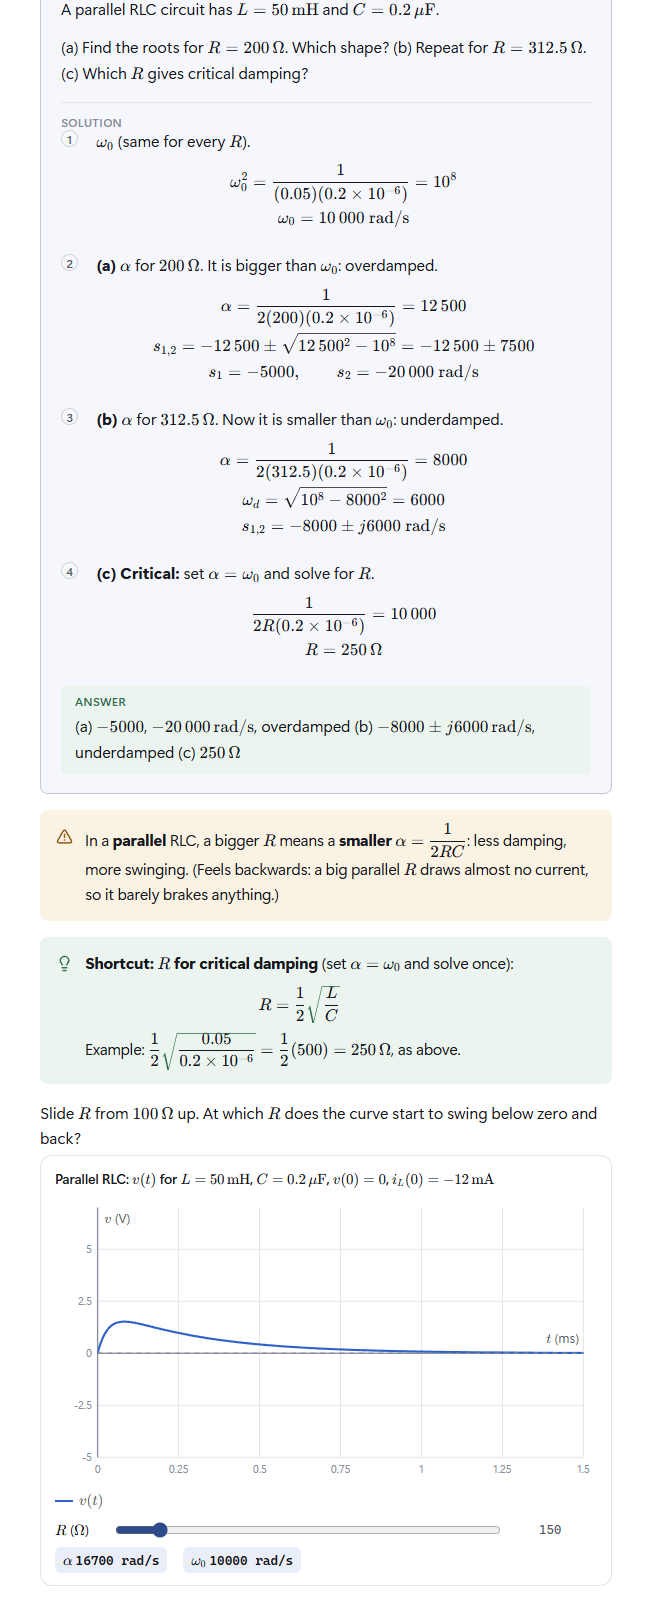 A parallel RLC circuit has L = 50 mH and C = 0.2 μF.
(a) Find the roots for R = 200 Ω. Which shape? (b) Repeat for R = 312.5 Ω.
(c) Which R gives critical damping?
SOLUTION
1 ω₀ (same for every R).
ω₀² = 1 / ((0.05)(0.2 × 10⁻⁶)) = 10⁸
ω₀ = 10 000 rad/s
2 (a) α for 200 Ω. It is bigger than ω₀: overdamped.
α = 1 / (2(200)(0.2 × 10⁻⁶)) = 12 500
s₁,₂ = −12 500 ± √(12 500² − 10⁸) = −12 500 ± 7500
s₁ = −5000, s₂ = −20 000 rad/s
3 (b) α for 312.5 Ω. Now it is smaller than ω₀: underdamped.
α = 1 / (2(312.5)(0.2 × 10⁻⁶)) = 8000
ω_d = √(10⁸ − 8000²) = 6000
s₁,₂ = −8000 ± j6000 rad/s
4 (c) Critical: set α = ω₀ and solve for R.
1 / (2R(0.2 × 10⁻⁶)) = 10 000
R = 250 Ω
ANSWER
(a) −5000, −20 000 rad/s, overdamped (b) −8000 ± j6000 rad/s,
underdamped (c) 250 Ω
In a parallel RLC, a bigger R means a smaller α = 1 / (2RC): less damping,
more swinging. (Feels backwards: a big parallel R draws almost no current,
so it barely brakes anything.)
Shortcut: R for critical damping (set α = ω₀ and solve once):
R = 1/2 √(L/C)
Example: 1/2 √(0.05 / (0.2 × 10⁻⁶)) = 1/2 (500) = 250 Ω, as above.
Slide R from 100 Ω up. At which R does the curve start to swing below zero and
back?
Parallel RLC: v(t) for L = 50 mH, C = 0.2 μF, v(0) = 0, i_L(0) = −12 mA
v (V)
5
2.5
t (ms)
0
-2.5
-5
0 0.25 0.5 0.75 1 1.25 1.5
v(t)
R (Ω) 150
α 16700 rad/s ω₀ 10000 rad/s